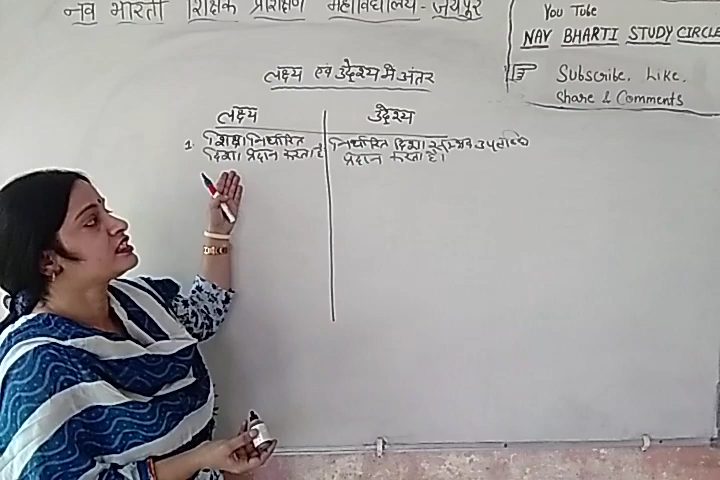 नव भारती शिक्षक प्रशिक्षण महाविद्यालय - जयपुर
You Tube
NAV BHARTI STUDY CIRCLE
Subscribe, Like,
Share & Comments
लक्ष्य एवं उद्देश्य में अंतर
लक्ष्य
1. शिक्षा निर्धारित
दिशा प्रदान करता है
उद्देश्य
निर्धारित दिशा उपलब्धि
प्रदान करता है।